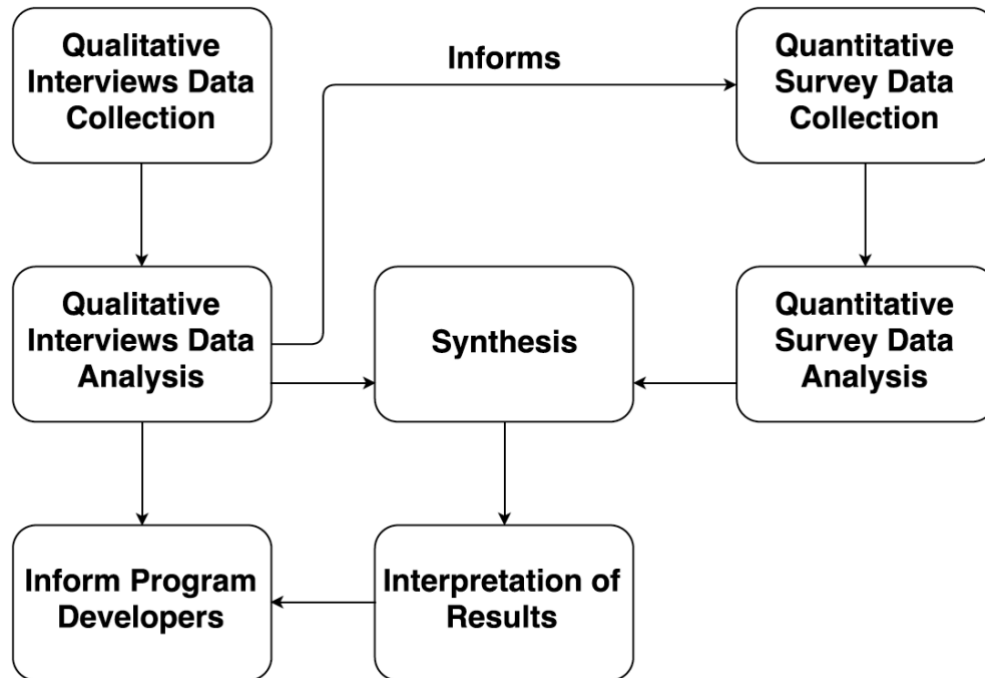 Qualitative
Interviews Data
Collection
Informs
Quantitative
Survey Data
Collection
Qualitative
Interviews Data
Analysis
Synthesis
Quantitative
Survey Data
Analysis
Inform Program
Developers
Interpretation of
Results